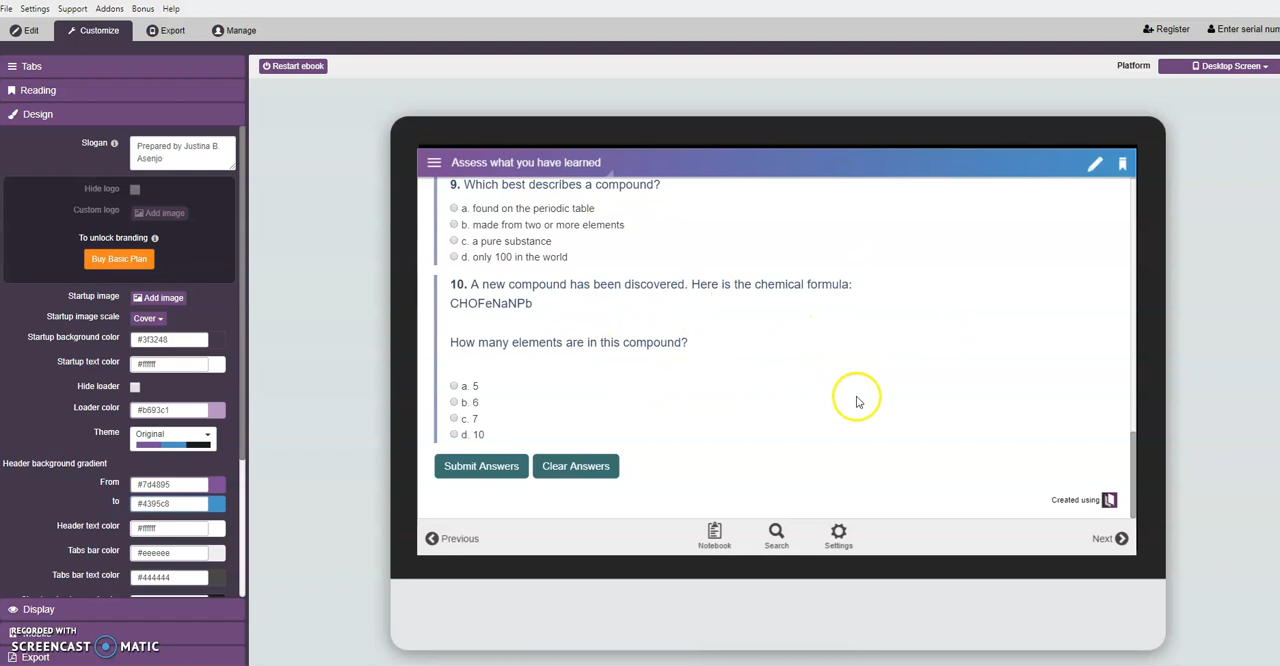 File Settings Support Addons Bonus Help
Edit Customize Export Manage Register Enter serial num
Tabs Restart ebook Platform Desktop Screen
Reading
Design
Slogan Prepared by Justina B.
Asenjo
Hide logo
Custom logo Add image
To unlock branding
Buy Basic Plan
Startup image Add image
Startup image scale Cover
Startup background color #3f3248
Startup text color #ffffff
Hide loader
Loader color #b693c1
Theme Original
Header background gradient
From #7d4895
to #4395c8
Header text color #ffffff
Tabs bar color #eeeeee
Tabs bar text color #444444
Display
RECORDED WITH
SCREENCAST MATIC
Export
Assess what you have learned
9. Which best describes a compound?
a. found on the periodic table
b. made from two or more elements
c. a pure substance
d. only 100 in the world
10. A new compound has been discovered. Here is the chemical formula:
CHOFeNaNPb
How many elements are in this compound?
a. 5
b. 6
c. 7
d. 10
Submit Answers Clear Answers
Created using
Previous Notebook Search Settings Next